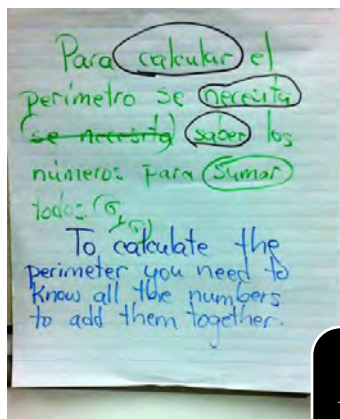 Para calcular el
perímetro se necesita
(se necesita) saber los
números para sumar
todos
To calculate the
perimeter you need to
know all the numbers
to add them together.